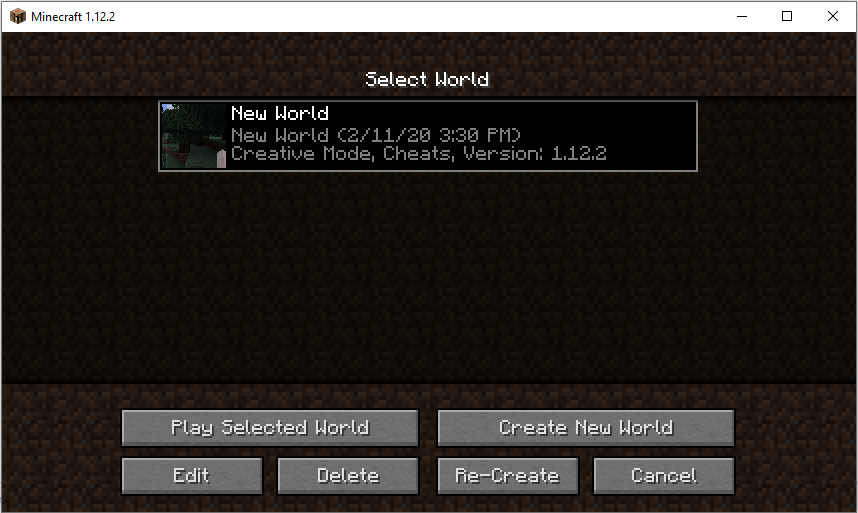 Minecraft 1.12.2
Select World
New World
New World (2/11/20 3:30 PM)
Creative Mode, Cheats, Version: 1.12.2
Play Selected World
Create New World
Edit
Delete
Re-Create
Cancel